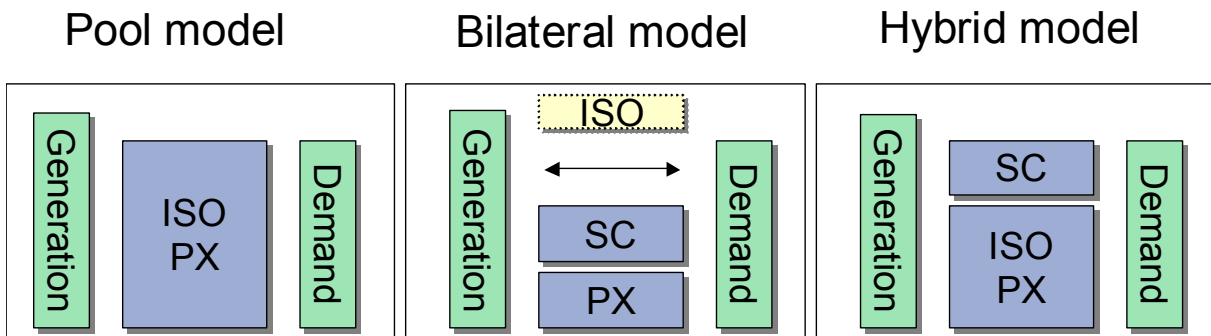 Pool model
Generation
ISO
PX
Demand
Bilateral model
Generation
ISO
SC
PX
Demand
Hybrid model
Generation
SC
ISO
PX
Demand